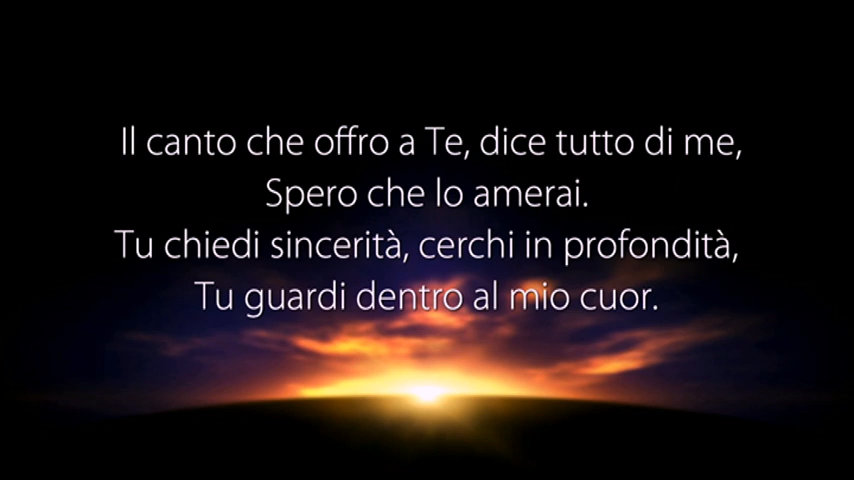 Il canto che offro a Te, dice tutto di me,
Spero che lo amerai.
Tu chiedi sincerità, cerchi in profondità,
Tu guardi dentro al mio cuor.